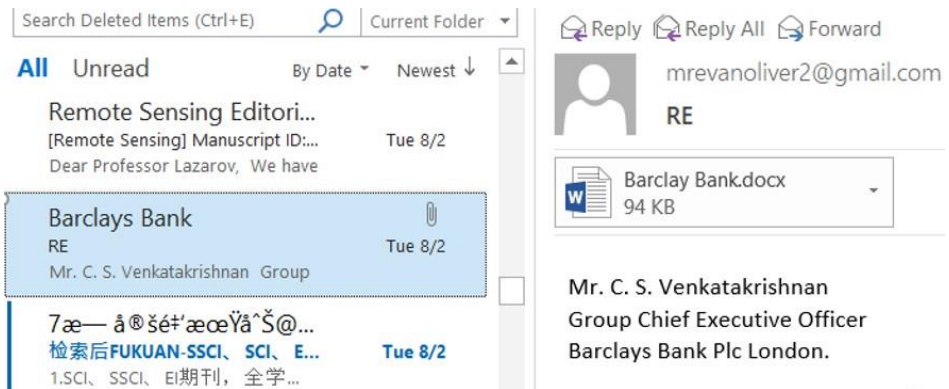 Search Deleted Items (Ctrl+E)
Current Folder
All Unread By Date Newest ↓
Remote Sensing Editori...
[Remote Sensing] Manuscript ID:... Tue 8/2
Dear Professor Lazarov, We have
Barclays Bank
RE Tue 8/2
Mr. C. S. Venkatakrishnan Group
7æ— å®šé‡‘æœŸåˆŠ@...
检索后FUKUAN-SSCI、 SCI、 E... Tue 8/2
1.SCI、 SSCI、 EI期刊, 全学...
Reply Reply All Forward
mrevanoliver2@gmail.com
RE
Barclay Bank.docx
94 KB
Mr. C. S. Venkatakrishnan
Group Chief Executive Officer
Barclays Bank Plc London.